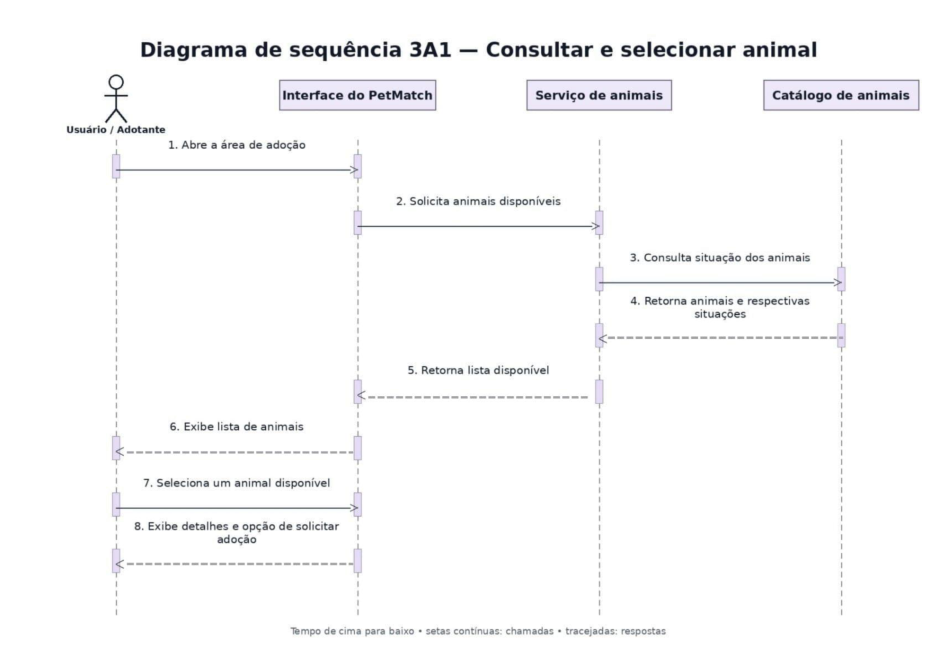 Diagrama de sequência 3A1 — Consultar e selecionar animal
Usuário / Adotante
Interface do PetMatch
Serviço de animais
Catálogo de animais
1. Abre a área de adoção
2. Solicita animais disponíveis
3. Consulta situação dos animais
4. Retorna animais e respectivas
situações
5. Retorna lista disponível
6. Exibe lista de animais
7. Seleciona um animal disponível
8. Exibe detalhes e opção de solicitar
adoção
Tempo de cima para baixo • setas contínuas: chamadas • tracejadas: respostas